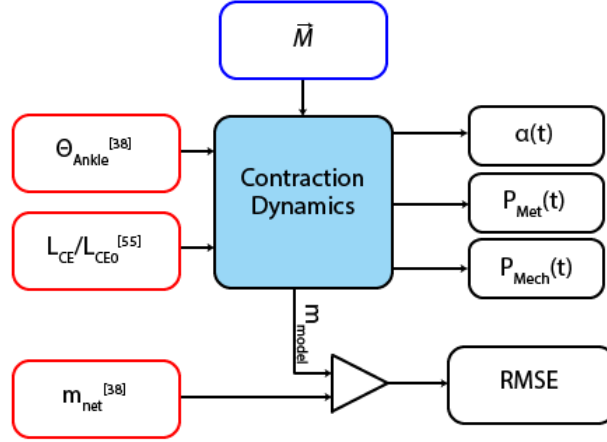 M⃗
Θ_Ankle^[38]
L_CE/L_CE0^[55]
Contraction
Dynamics
α(t)
P_Met(t)
P_Mech(t)
m_model
m_net^[38]
RMSE